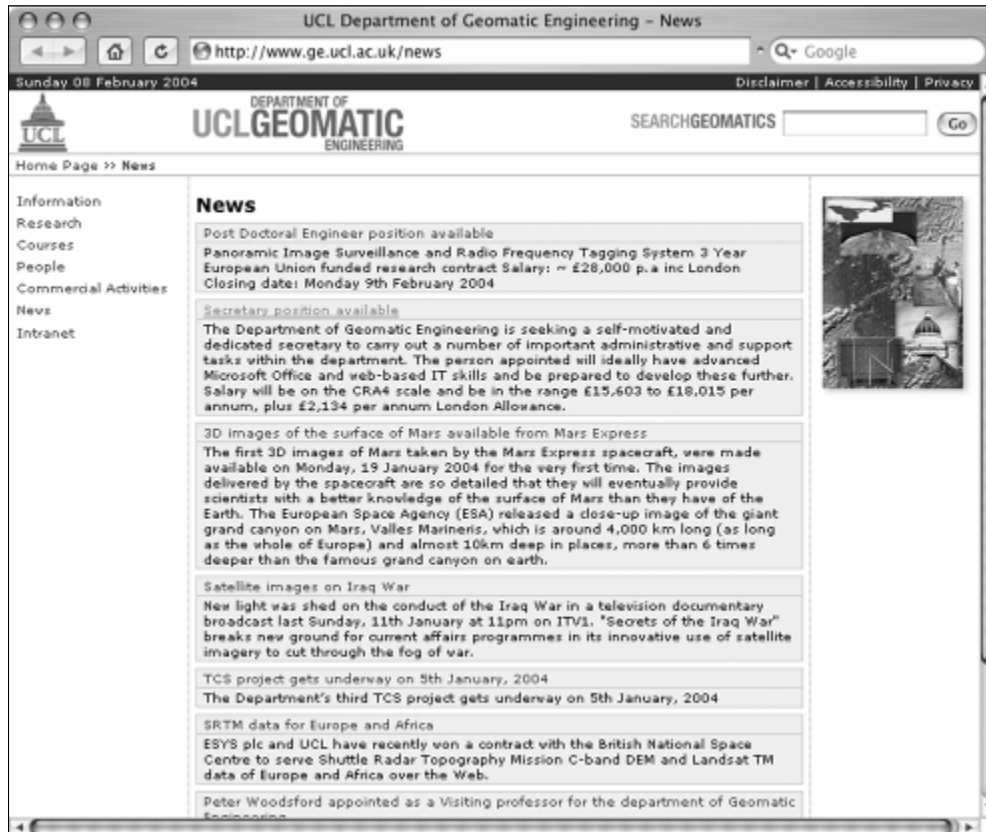 UCL Department of Geomatic Engineering – News
http://www.ge.ucl.ac.uk/news
Google
Sunday 08 February 2004
Disclaimer | Accessibility | Privacy
UCL
DEPARTMENT OF
UCLGEOMATIC
ENGINEERING
SEARCHGEOMATICS
Go
Home Page >> News
Information
Research
Courses
People
Commercial Activities
News
Intranet
News
Post Doctoral Engineer position available
Panoramic Image Surveillance and Radio Frequency Tagging System 3 Year
European Union funded research contract Salary: ~ £28,000 p.a inc London
Closing date: Monday 9th February 2004
Secretary position available
The Department of Geomatic Engineering is seeking a self-motivated and
dedicated secretary to carry out a number of important administrative and support
tasks within the department. The person appointed will ideally have advanced
Microsoft Office and web-based IT skills and be prepared to develop these further.
Salary will be on the CRA4 scale and be in the range £15,603 to £18,015 per
annum, plus £2,134 per annum London Allowance.
3D images of the surface of Mars available from Mars Express
The first 3D images of Mars taken by the Mars Express spacecraft, were made
available on Monday, 19 January 2004 for the very first time. The images
delivered by the spacecraft are so detailed that they will eventually provide
scientists with a better knowledge of the surface of Mars than they have of the
Earth. The European Space Agency (ESA) released a close-up image of the giant
grand canyon on Mars, Valles Marineris, which is around 4,000 km long (as long
as the whole of Europe) and almost 10km deep in places, more than 6 times
deeper than the famous grand canyon on earth.
Satellite images on Iraq War
New light was shed on the conduct of the Iraq War in a television documentary
broadcast last Sunday, 11th January at 11pm on ITV1. "Secrets of the Iraq War"
breaks new ground for current affairs programmes in its innovative use of satellite
imagery to cut through the fog of war.
TCS project gets underway on 5th January, 2004
The Department's third TCS project gets underway on 5th January, 2004
SRTM data for Europe and Africa
ESYS plc and UCL have recently won a contract with the British National Space
Centre to serve Shuttle Radar Topography Mission C-band DEM and Landsat TM
data of Europe and Africa over the Web.
Peter Woodsford appointed as a Visiting professor for the department of Geomatic
Engineering